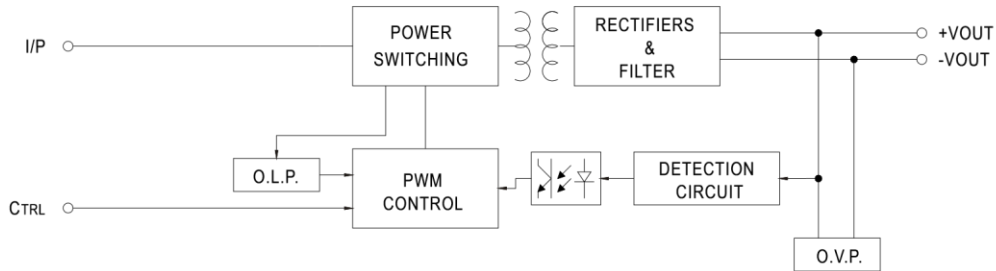 I/P
POWER
SWITCHING
RECTIFIERS
&
FILTER
+VOUT
-VOUT
O.L.P.
PWM
CONTROL
DETECTION
CIRCUIT
CTRL
O.V.P.